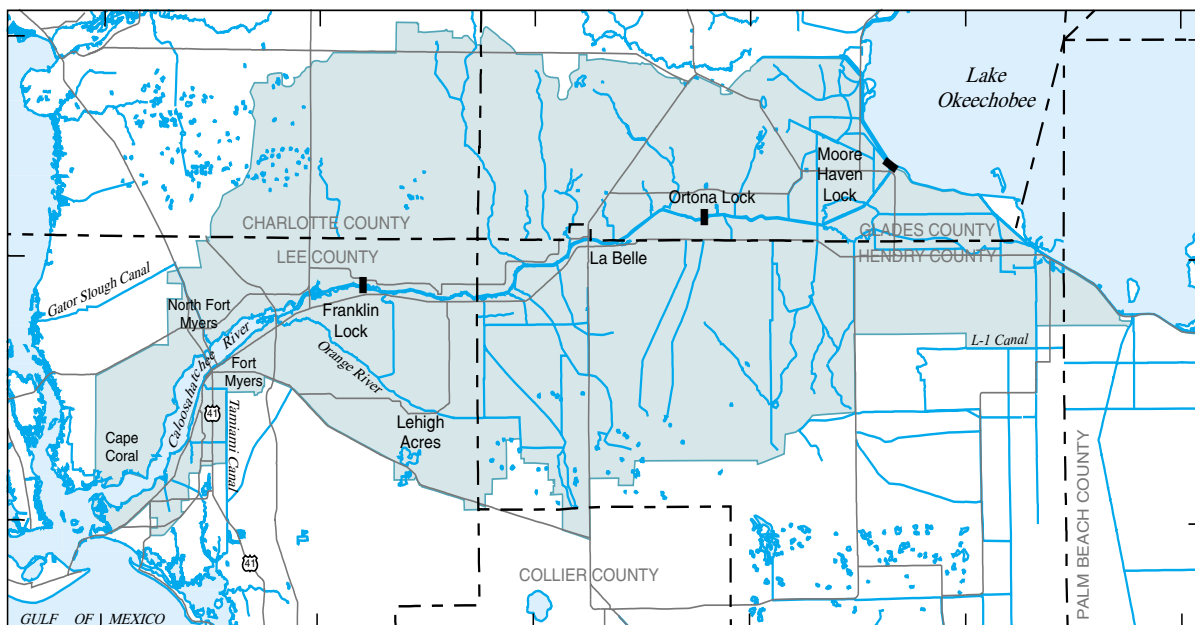 Lake
Okeechobee
Moore
Haven
Lock
Ortona Lock
CHARLOTTE COUNTY
GLADES COUNTY
LEE COUNTY
La Belle
HENDRY COUNTY
Gator Slough Canal
North Fort
Myers
Franklin
Lock
L-1 Canal
Caloosahatchee River
Fort
Myers
Orange River
41
Tamiami Canal
Lehigh
Acres
Cape
Coral
41
COLLIER COUNTY
PALM BEACH COUNTY
GULF OF MEXICO